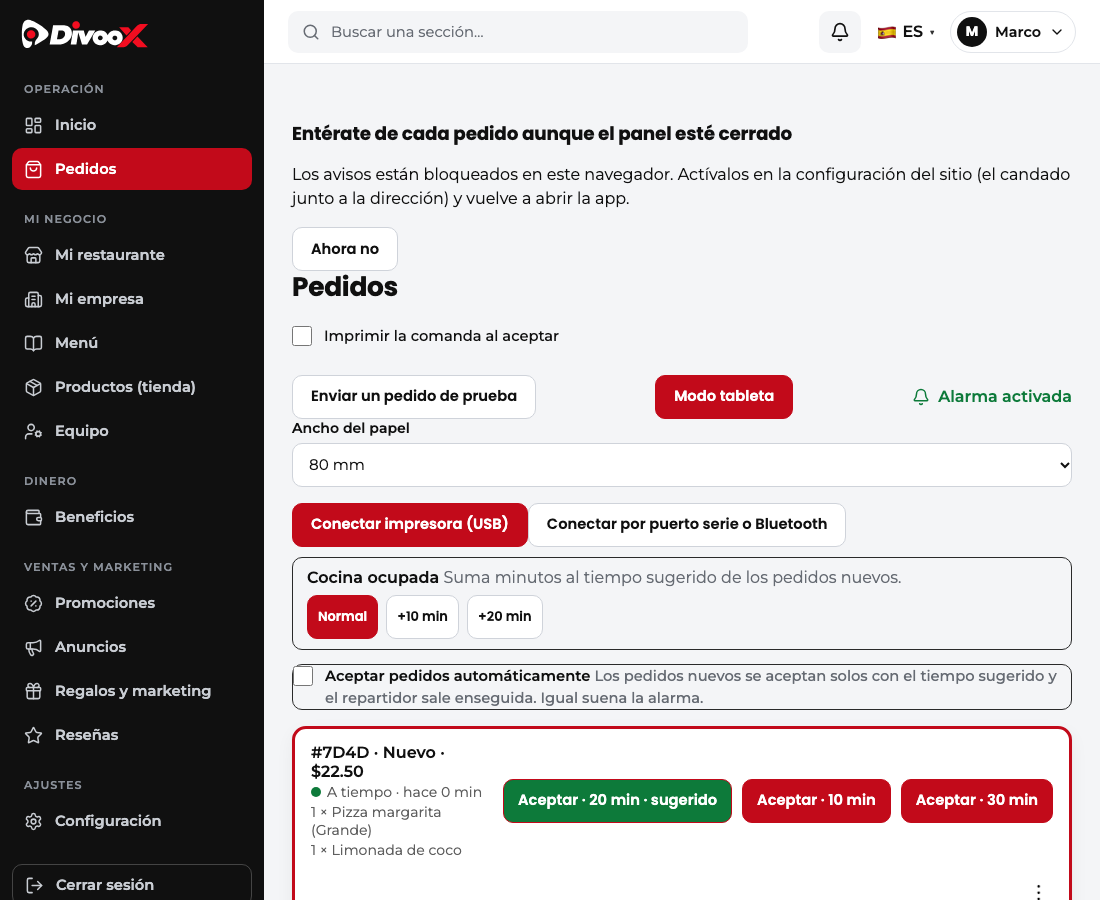 DivooX
Buscar una sección...
ES
M
Marco
OPERACIÓN
Inicio
Pedidos
MI NEGOCIO
Mi restaurante
Mi empresa
Menú
Productos (tienda)
Equipo
DINERO
Beneficios
VENTAS Y MARKETING
Promociones
Anuncios
Regalos y marketing
Reseñas
AJUSTES
Configuración
Cerrar sesión
Entérate de cada pedido aunque el panel esté cerrado
Los avisos están bloqueados en este navegador. Actívalos en la configuración del sitio (el candado
junto a la dirección) y vuelve a abrir la app.
Ahora no
Pedidos
Imprimir la comanda al aceptar
Enviar un pedido de prueba
Modo tableta
Alarma activada
Ancho del papel
80 mm
Conectar impresora (USB)
Conectar por puerto serie o Bluetooth
Cocina ocupada Suma minutos al tiempo sugerido de los pedidos nuevos.
Normal
+10 min
+20 min
Aceptar pedidos automáticamente Los pedidos nuevos se aceptan solos con el tiempo sugerido y
el repartidor sale enseguida. Igual suena la alarma.
#7D4D · Nuevo ·
$22.50
A tiempo · hace 0 min
1 × Pizza margarita
(Grande)
1 × Limonada de coco
Aceptar · 20 min · sugerido
Aceptar · 10 min
Aceptar · 30 min